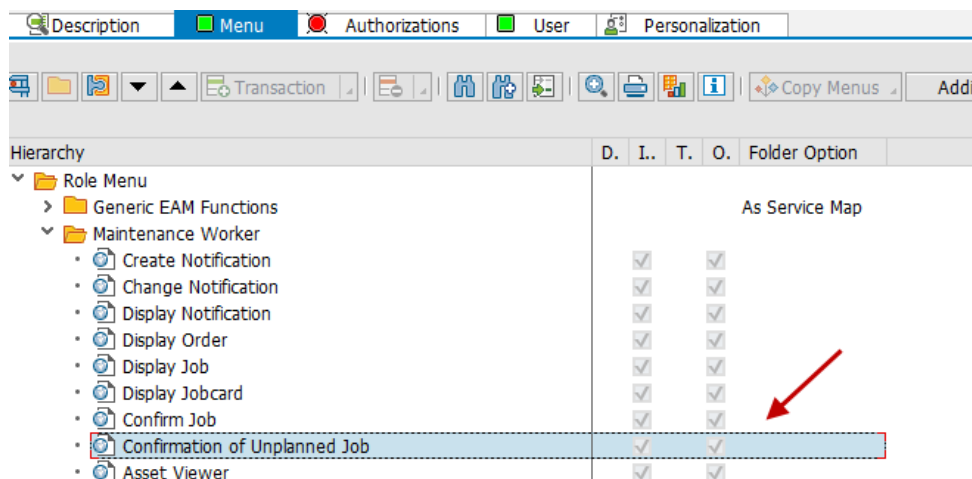 Description Menu Authorizations User Personalization
Transaction Copy Menus Addi
Hierarchy D. I.. T. O. Folder Option
Role Menu
Generic EAM Functions As Service Map
Maintenance Worker
Create Notification
Change Notification
Display Notification
Display Order
Display Job
Display Jobcard
Confirm Job
Confirmation of Unplanned Job
Asset Viewer